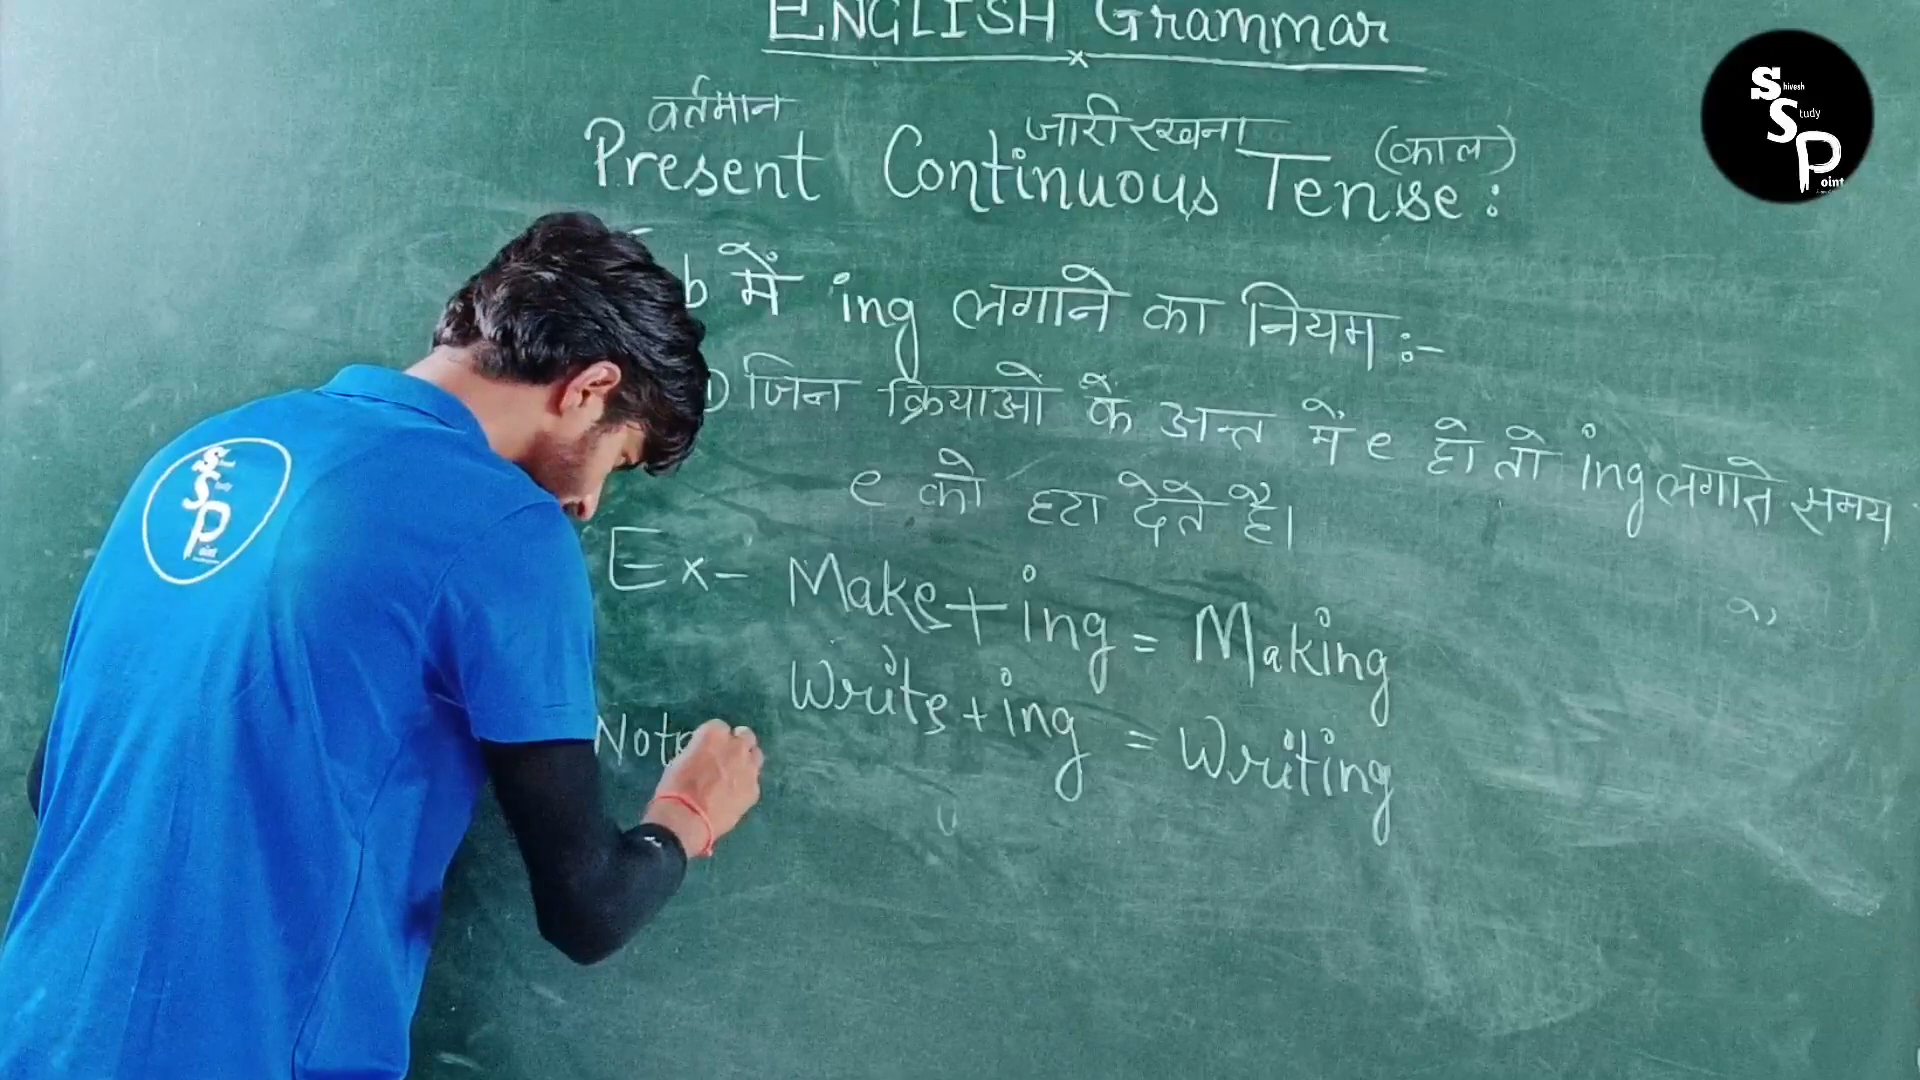 ENGLISH Grammar
वर्तमान जारी रखना (काल)
Present Continuous Tense :
b में ing लगाने का नियम :-
① जिन क्रियाओं के अन्त में e हो तो ing लगाते समय
e को हटा देते है।
Ex- Make + ing = Making
Write + ing = Writing
Note
Shivesh
Study
Point